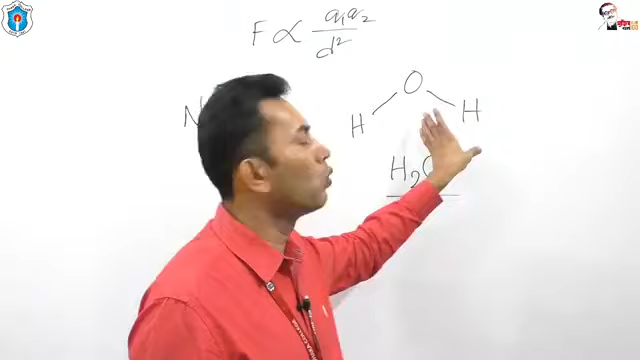 F ∝ q₁q₂/d²
O
H H
N
H₂O